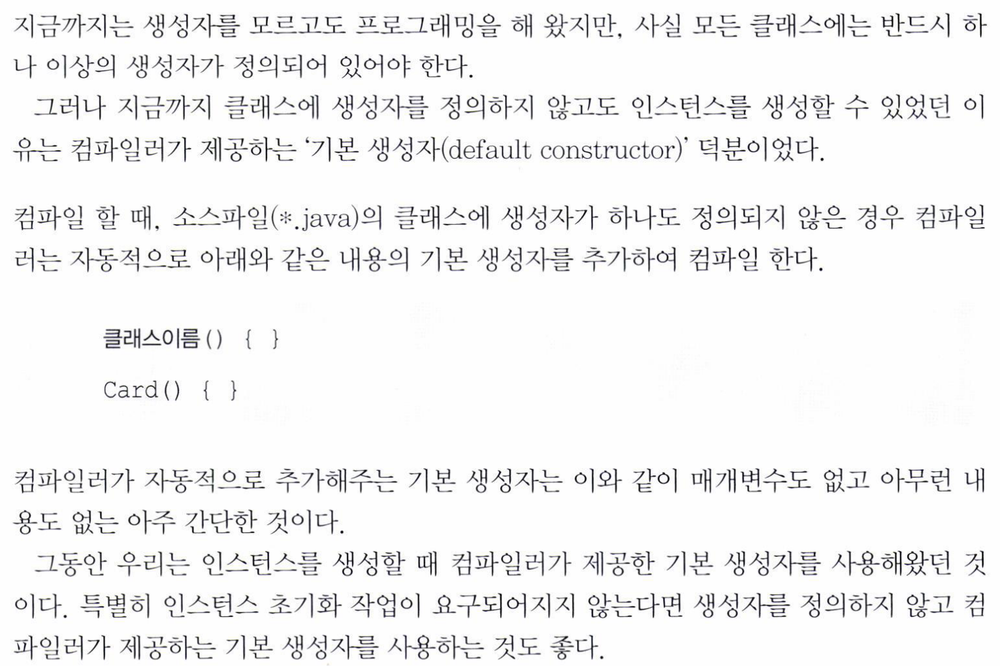 지금까지는 생성자를 모르고도 프로그래밍을 해 왔지만, 사실 모든 클래스에는 반드시 하
나 이상의 생성자가 정의되어 있어야 한다.
그러나 지금까지 클래스에 생성자를 정의하지 않고도 인스턴스를 생성할 수 있었던 이
유는 컴파일러가 제공하는 ‘기본 생성자(default constructor)’ 덕분이었다.
컴파일 할 때, 소스파일(*.java)의 클래스에 생성자가 하나도 정의되지 않은 경우 컴파일
러는 자동적으로 아래와 같은 내용의 기본 생성자를 추가하여 컴파일 한다.
클래스이름() { }
Card() { }
컴파일러가 자동적으로 추가해주는 기본 생성자는 이와 같이 매개변수도 없고 아무런 내
용도 없는 아주 간단한 것이다.
그동안 우리는 인스턴스를 생성할 때 컴파일러가 제공한 기본 생성자를 사용해왔던 것
이다. 특별히 인스턴스 초기화 작업이 요구되어지지 않는다면 생성자를 정의하지 않고 컴
파일러가 제공하는 기본 생성자를 사용하는 것도 좋다.